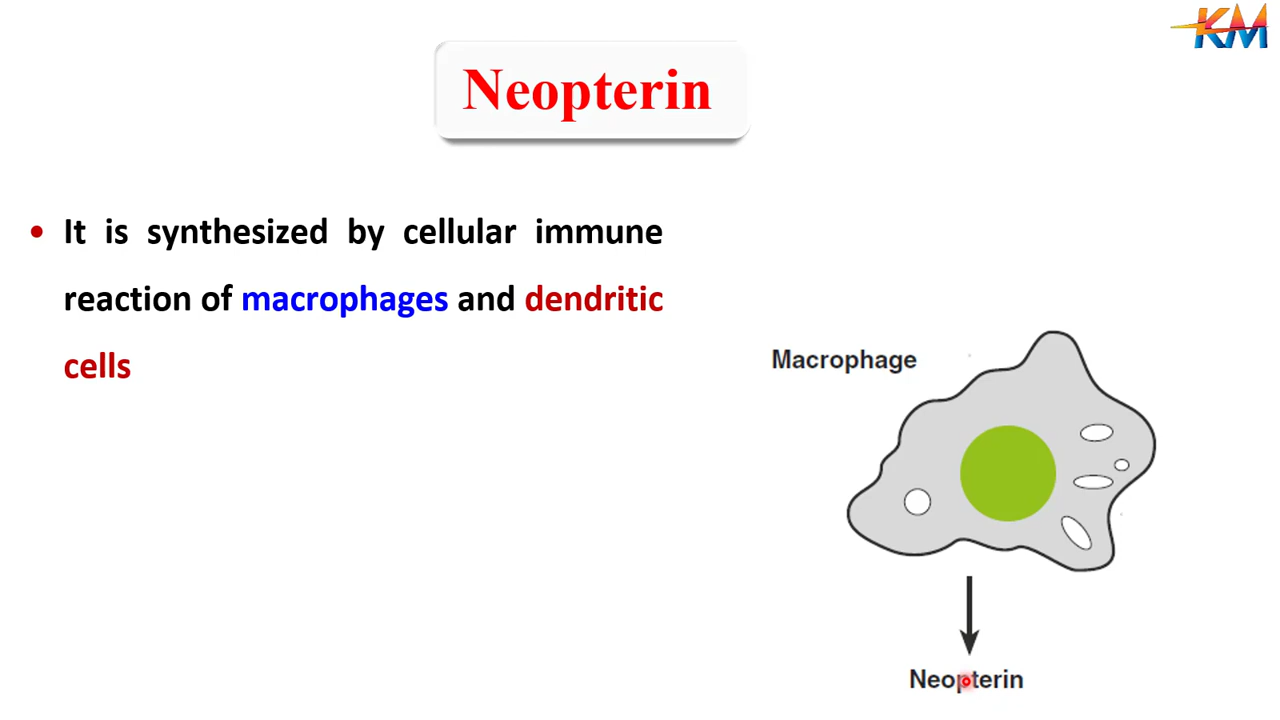 KM
Neopterin
• It is synthesized by cellular immune
reaction of macrophages and dendritic
cells
Macrophage
Neopterin